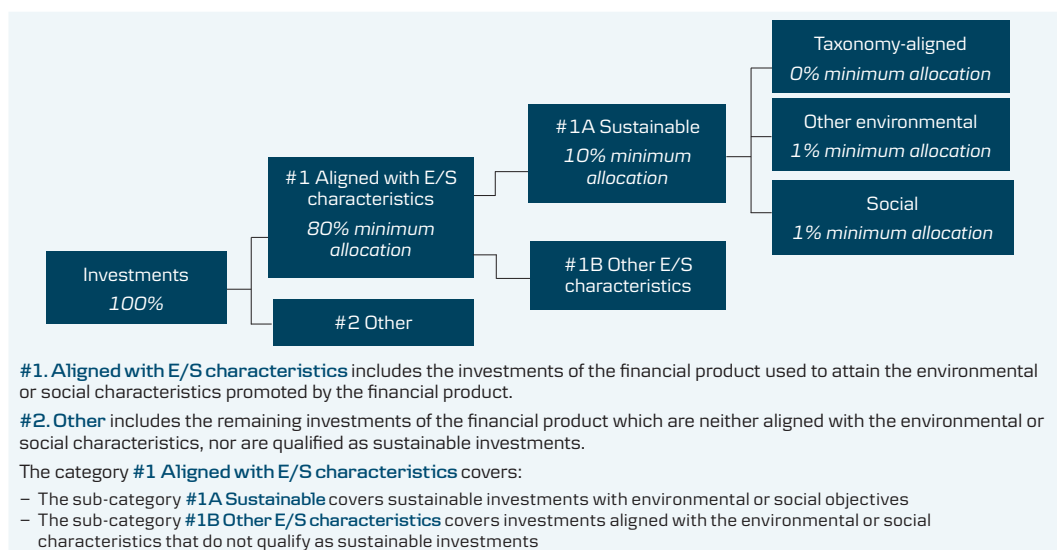 Taxonomy-aligned
0% minimum allocation
#1A Sustainable
10% minimum
allocation
Other environmental
1% minimum allocation
#1 Aligned with E/S
characteristics
80% minimum
allocation
Social
1% minimum allocation
#1B Other E/S
characteristics
Investments
100%
#2 Other
#1. Aligned with E/S characteristics includes the investments of the financial product used to attain the environmental
or social characteristics promoted by the financial product.
#2. Other includes the remaining investments of the financial product which are neither aligned with the environmental or
social characteristics, nor are qualified as sustainable investments.
The category #1 Aligned with E/S characteristics covers:
– The sub-category #1A Sustainable covers sustainable investments with environmental or social objectives
– The sub-category #1B Other E/S characteristics covers investments aligned with the environmental or social
characteristics that do not qualify as sustainable investments